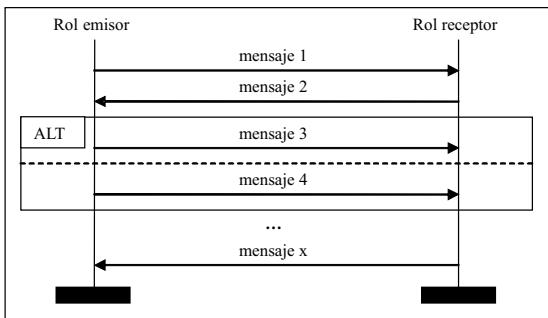 Rol emisor
Rol receptor
mensaje 1
mensaje 2
ALT
mensaje 3
mensaje 4
...
mensaje x